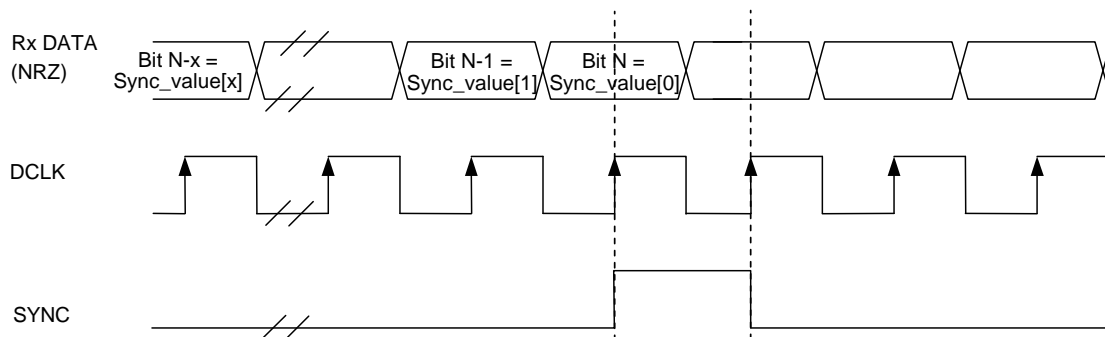 Rx DATA
(NRZ)
Bit N-x =
Sync_value[x]
Bit N-1 =
Sync_value[1]
Bit N =
Sync_value[0]
DCLK
SYNC